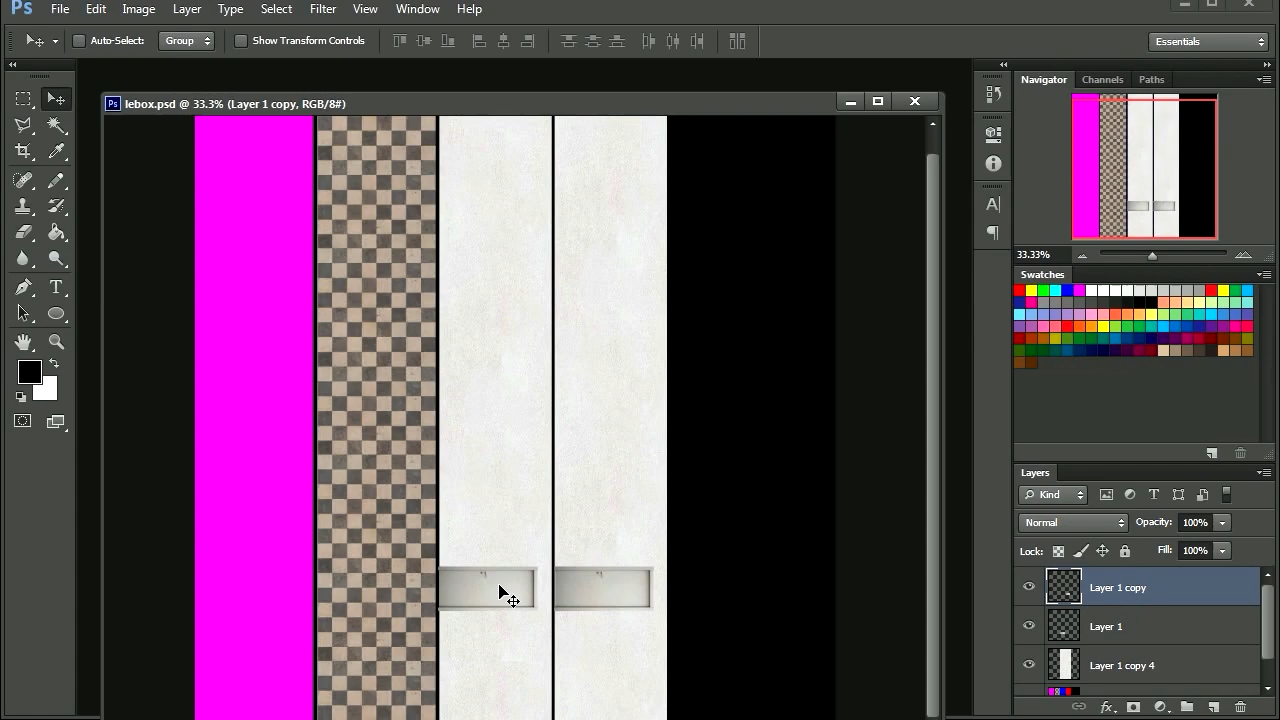 Ps File Edit Image Layer Type Select Filter View Window Help
Auto-Select: Group Show Transform Controls Essentials
Ps lebox.psd @ 33.3% (Layer 1 copy, RGB/8#)
Navigator Channels Paths
33.33%
Swatches
Layers
Kind
Normal Opacity: 100%
Lock: Fill: 100%
Layer 1 copy
Layer 1
Layer 1 copy 4